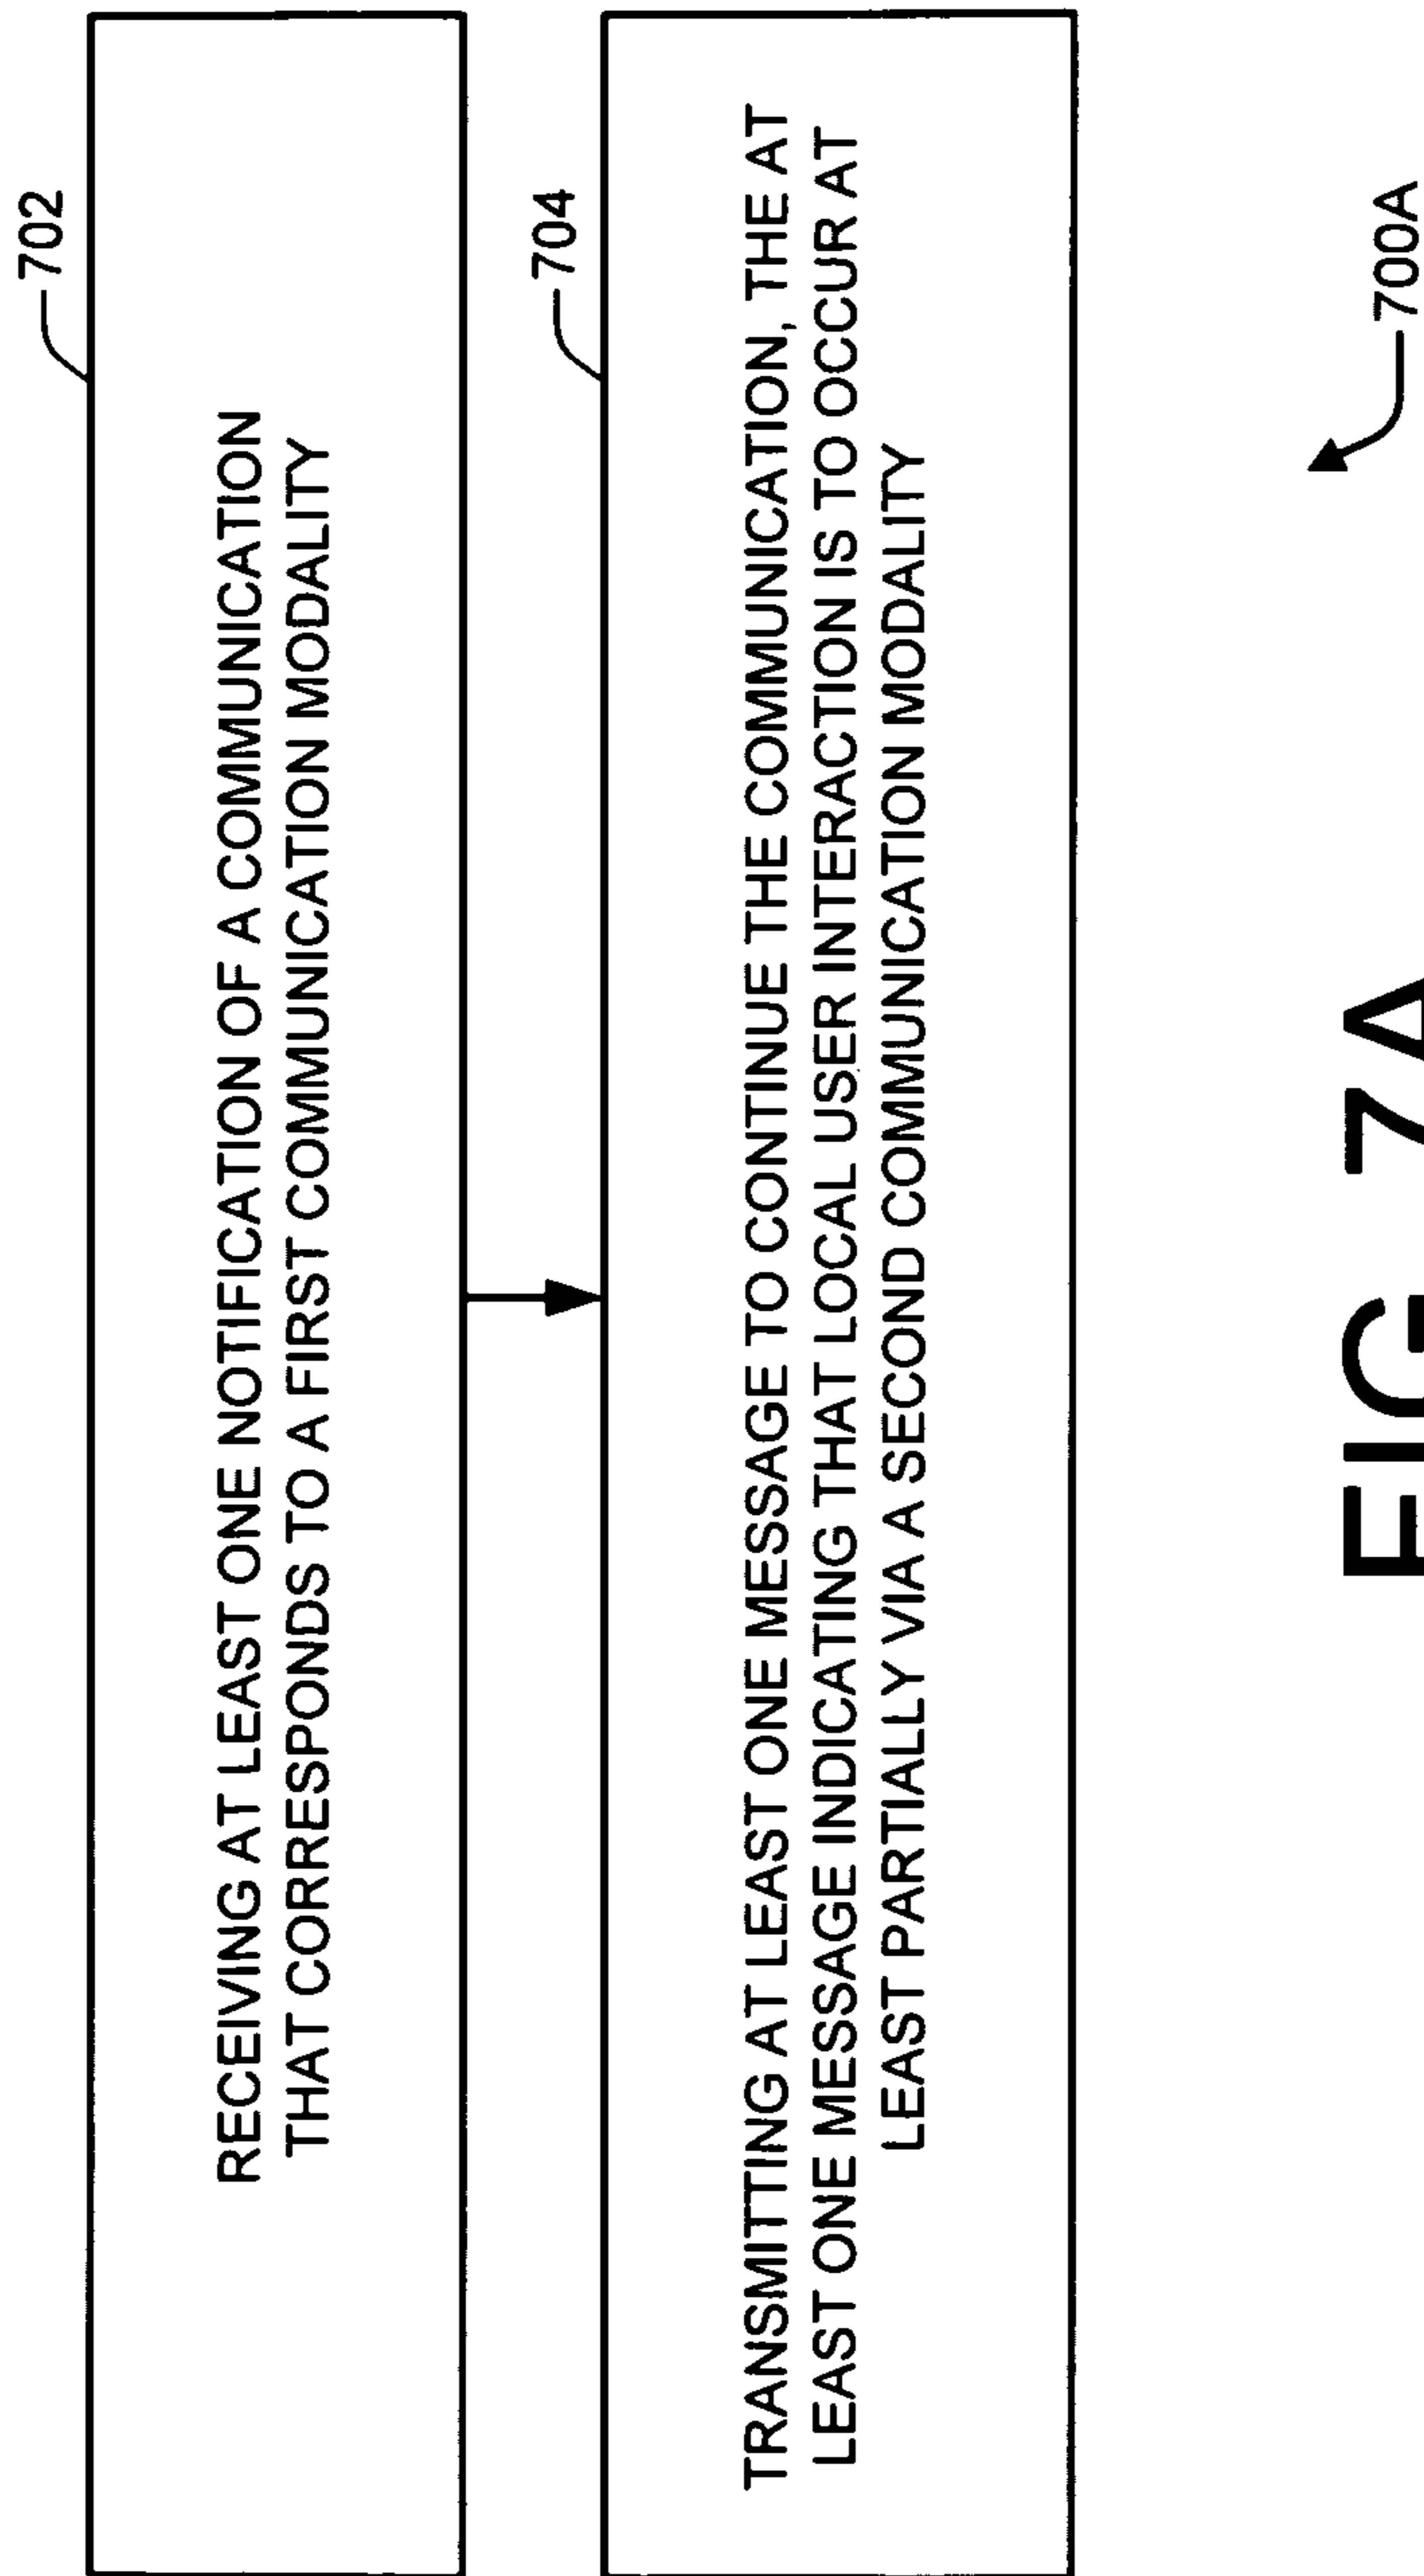 702
RECEIVING AT LEAST ONE NOTIFICATION OF A COMMUNICATION
THAT CORRESPONDS TO A FIRST COMMUNICATION MODALITY
704
TRANSMITTING AT LEAST ONE MESSAGE TO CONTINUE THE COMMUNICATION, THE AT
LEAST ONE MESSAGE INDICATING THAT LOCAL USER INTERACTION IS TO OCCUR AT
LEAST PARTIALLY VIA A SECOND COMMUNICATION MODALITY
700A
FIG. 7A